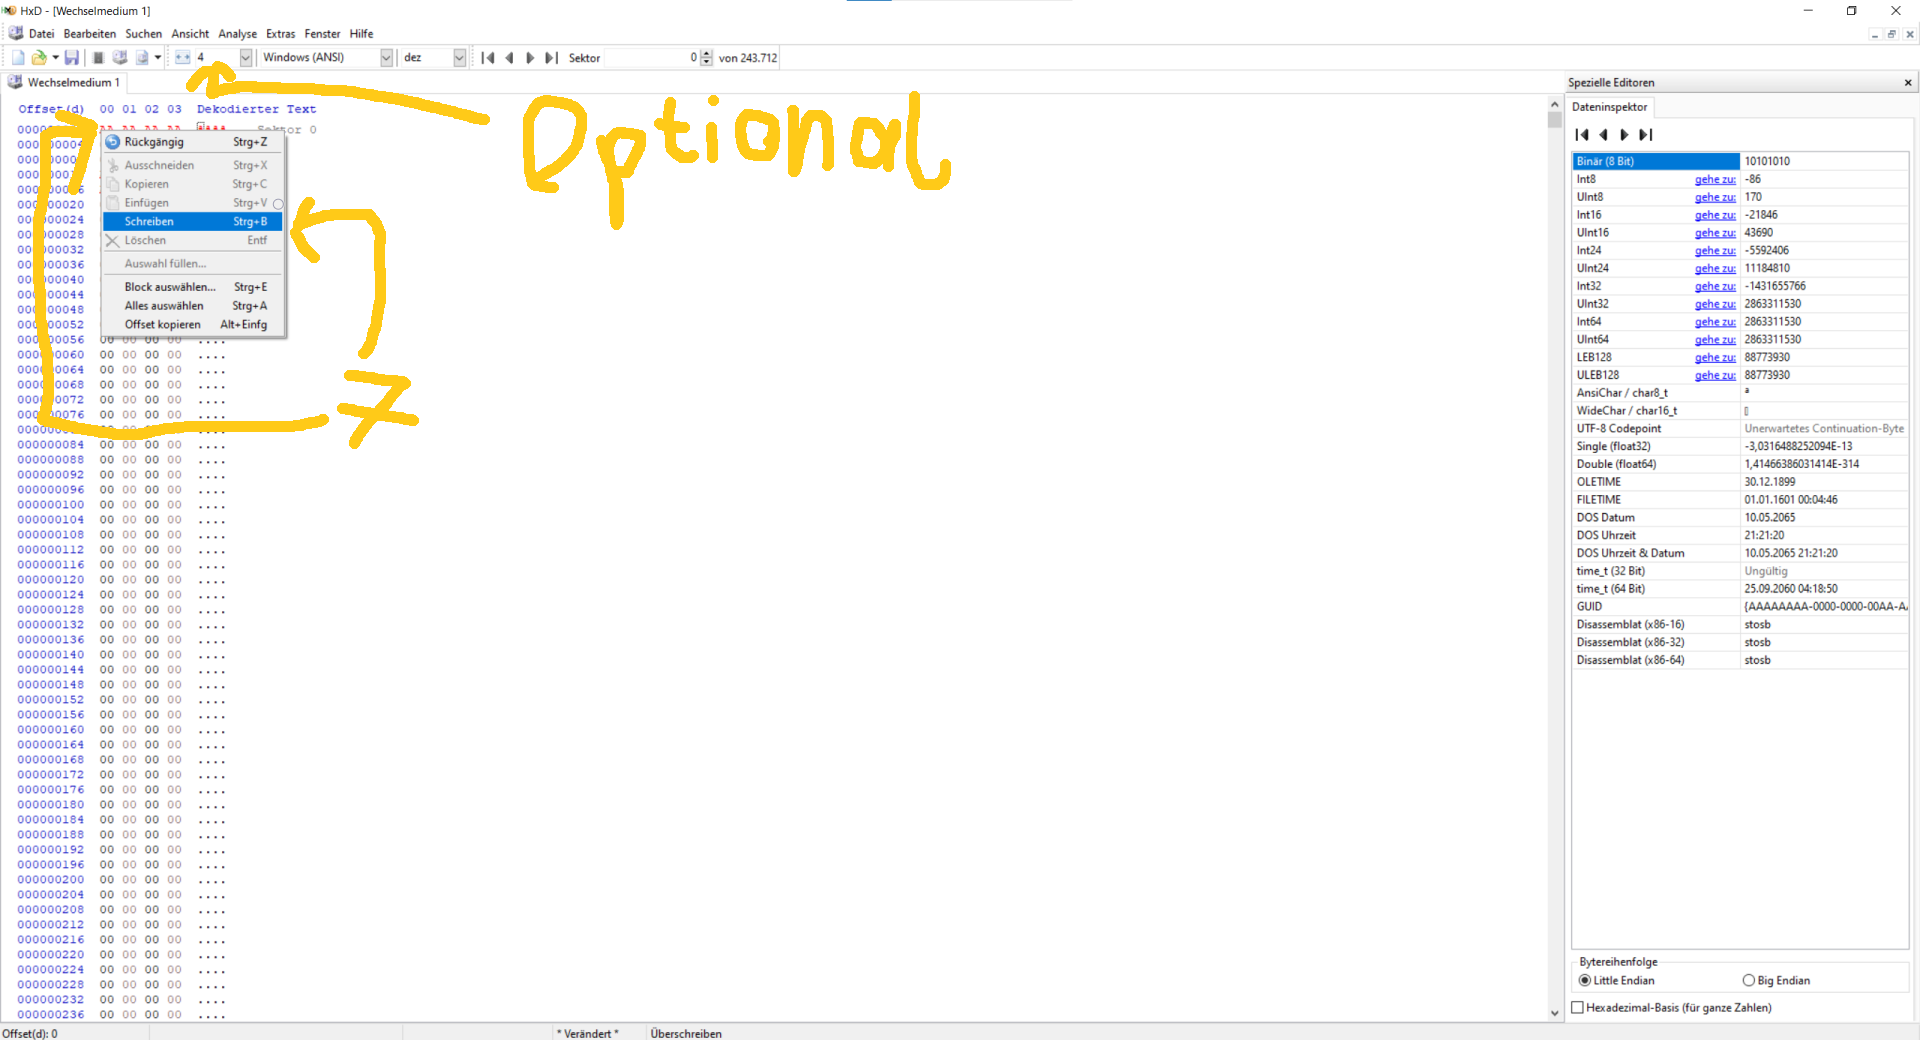 HxD - [Wechselmedium 1]
Datei Bearbeiten Suchen Ansicht Analyse Extras Fenster Hilfe
4 Windows (ANSI) dez Sektor 0 von 243.712
Wechselmedium 1
Offset(d) 00 01 02 03 Dekodierter Text
Sektor 0
Optional
Rückgängig Strg+Z
Ausschneiden Strg+X
Kopieren Strg+C
Einfügen Strg+V
Schreiben Strg+B
Löschen Entf
Auswahl füllen...
Block auswählen... Strg+E
Alles auswählen Strg+A
Offset kopieren Alt+Einfg
7
000000056 00 00 00 00 ....
000000060 00 00 00 00 ....
000000064 00 00 00 00 ....
000000068 00 00 00 00 ....
000000072 00 00 00 00 ....
000000076 00 00 00 00 ....
00 00 00 00 ....
000000084 00 00 00 00 ....
000000088 00 00 00 00 ....
000000092 00 00 00 00 ....
000000096 00 00 00 00 ....
000000100 00 00 00 00 ....
000000104 00 00 00 00 ....
000000108 00 00 00 00 ....
000000112 00 00 00 00 ....
000000116 00 00 00 00 ....
000000120 00 00 00 00 ....
000000124 00 00 00 00 ....
000000128 00 00 00 00 ....
000000132 00 00 00 00 ....
000000136 00 00 00 00 ....
000000140 00 00 00 00 ....
000000144 00 00 00 00 ....
000000148 00 00 00 00 ....
000000152 00 00 00 00 ....
000000156 00 00 00 00 ....
000000160 00 00 00 00 ....
000000164 00 00 00 00 ....
000000168 00 00 00 00 ....
000000172 00 00 00 00 ....
000000176 00 00 00 00 ....
000000180 00 00 00 00 ....
000000184 00 00 00 00 ....
000000188 00 00 00 00 ....
000000192 00 00 00 00 ....
000000196 00 00 00 00 ....
000000200 00 00 00 00 ....
000000204 00 00 00 00 ....
000000208 00 00 00 00 ....
000000212 00 00 00 00 ....
000000216 00 00 00 00 ....
000000220 00 00 00 00 ....
000000224 00 00 00 00 ....
000000228 00 00 00 00 ....
000000232 00 00 00 00 ....
000000236 00 00 00 00 ....
Spezielle Editoren
Dateninspektor
Binär (8 Bit) 10101010
Int8 gehe zu: -86
UInt8 gehe zu: 170
Int16 gehe zu: -21846
UInt16 gehe zu: 43690
Int24 gehe zu: -5592406
UInt24 gehe zu: 11184810
Int32 gehe zu: -1431655766
UInt32 gehe zu: 2863311530
Int64 gehe zu: 2863311530
UInt64 gehe zu: 2863311530
LEB128 gehe zu: 88773930
ULEB128 gehe zu: 88773930
AnsiChar / char8_t ª
WideChar / char16_t
UTF-8 Codepoint Unerwartetes Continuation-Byte
Single (float32) -3,0316488252094E-13
Double (float64) 1,41466386031414E-314
OLETIME 30.12.1899
FILETIME 01.01.1601 00:04:46
DOS Datum 10.05.2065
DOS Uhrzeit 21:21:20
DOS Uhrzeit & Datum 10.05.2065 21:21:20
time_t (32 Bit) Ungültig
time_t (64 Bit) 25.09.2060 04:18:50
GUID {AAAAAAAA-0000-0000-00AA-A
Disassemblat (x86-16) stosb
Disassemblat (x86-32) stosb
Disassemblat (x86-64) stosb
Bytereihenfolge
Little Endian Big Endian
Hexadezimal-Basis (für ganze Zahlen)
Offset(d): 0 * Verändert * Überschreiben